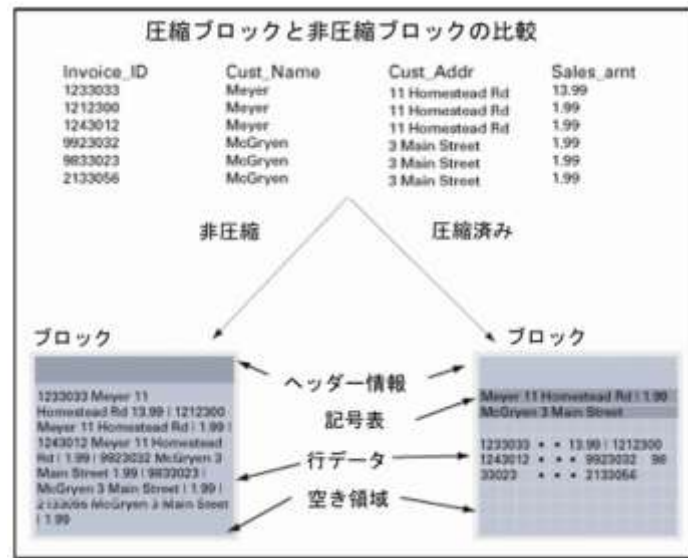 圧縮ブロックと非圧縮ブロックの比較
Invoice_ID Cust_Name Cust_Addr Sales_amt
1233033 Meyer 11 Homestead Rd 13.99
1212300 Meyer 11 Homestead Rd 1.99
1243012 Meyer 11 Homestead Rd 1.99
9923032 McGryen 3 Main Street 1.99
9833023 McGryen 3 Main Street 1.99
2133056 McGryen 3 Main Street 1.99
非圧縮 圧縮済み
ブロック
1233033 Meyer 11
Homestead Rd 13.99 | 1212300
Meyer 11 Homestead Rd | 1.99 |
1243012 Meyer 11 Homestead
Rd | 1.99 | 9923032 McGryen 3
Main Street 1.99 | 9833023 |
McGryen 3 Main Street | 1.99 |
2133056 McGryen 3 Main Street
| 1.99
ヘッダー情報
記号表
行データ
空き領域
ブロック
Meyer 11 Homestead Rd | 1.99
McGryen 3 Main Street
1233033 • • 13.99 | 1212300
1243012 • • • 9923032 98
33023 • • • 2133056